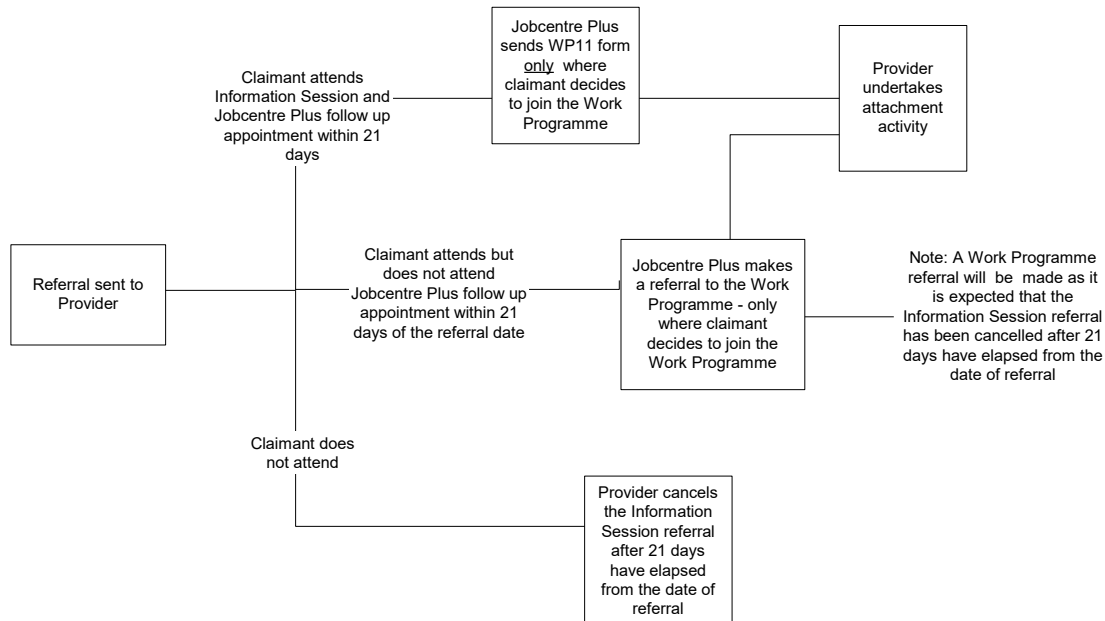 Referral sent to
Provider
Claimant attends
Information Session and
Jobcentre Plus follow up
appointment within 21
days
Jobcentre Plus
sends WP11 form
only where
claimant decides
to join the Work
Programme
Provider
undertakes
attachment
activity
Claimant attends but
does not attend
Jobcentre Plus follow up
appointment within 21
days of the referral date
Jobcentre Plus makes
a referral to the Work
Programme - only
where claimant
decides to join the
Work Programme
Note: A Work Programme
referral will be made as it
is expected that the
Information Session referral
has been cancelled after 21
days have elapsed from the
date of referral
Claimant does
not attend
Provider cancels
the Information
Session referral
after 21 days
have elapsed
from the date of
referral